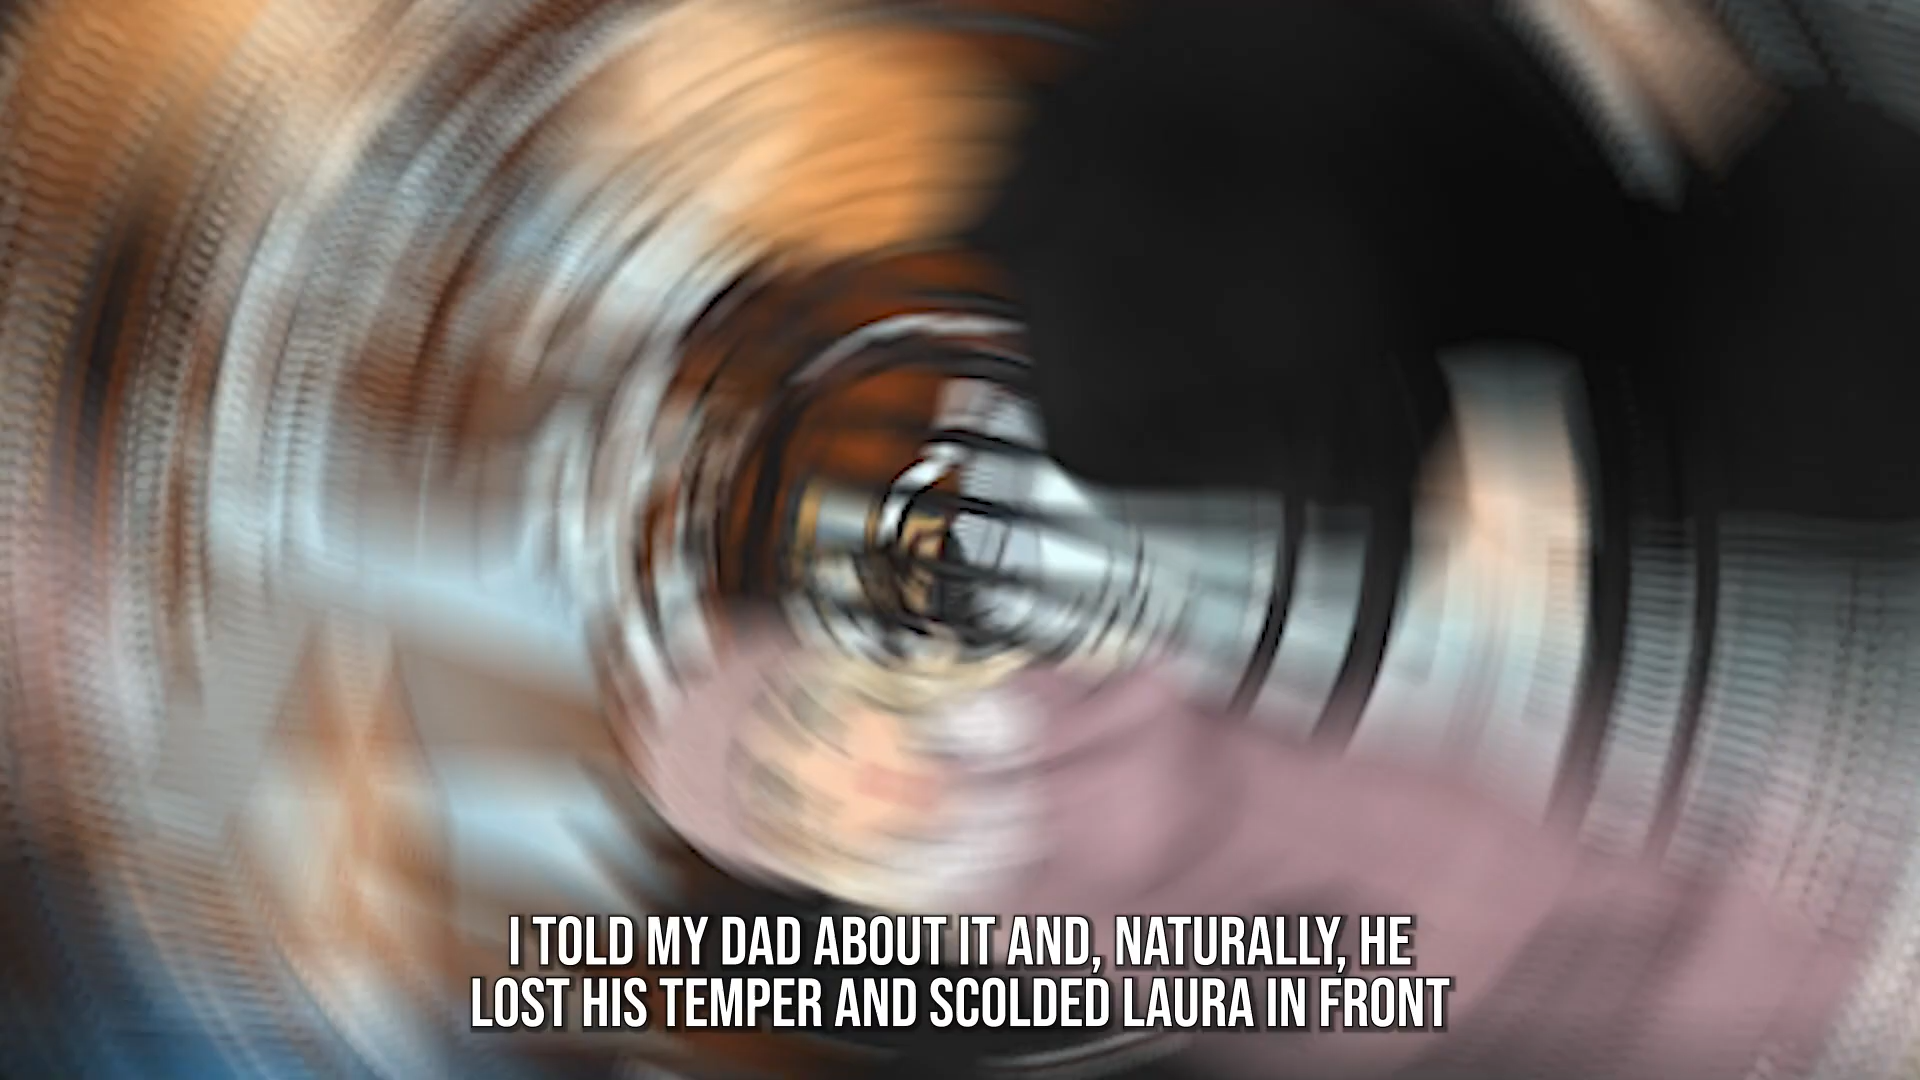 I TOLD MY DAD ABOUT IT AND, NATURALLY, HE
LOST HIS TEMPER AND SCOLDED LAURA IN FRONT